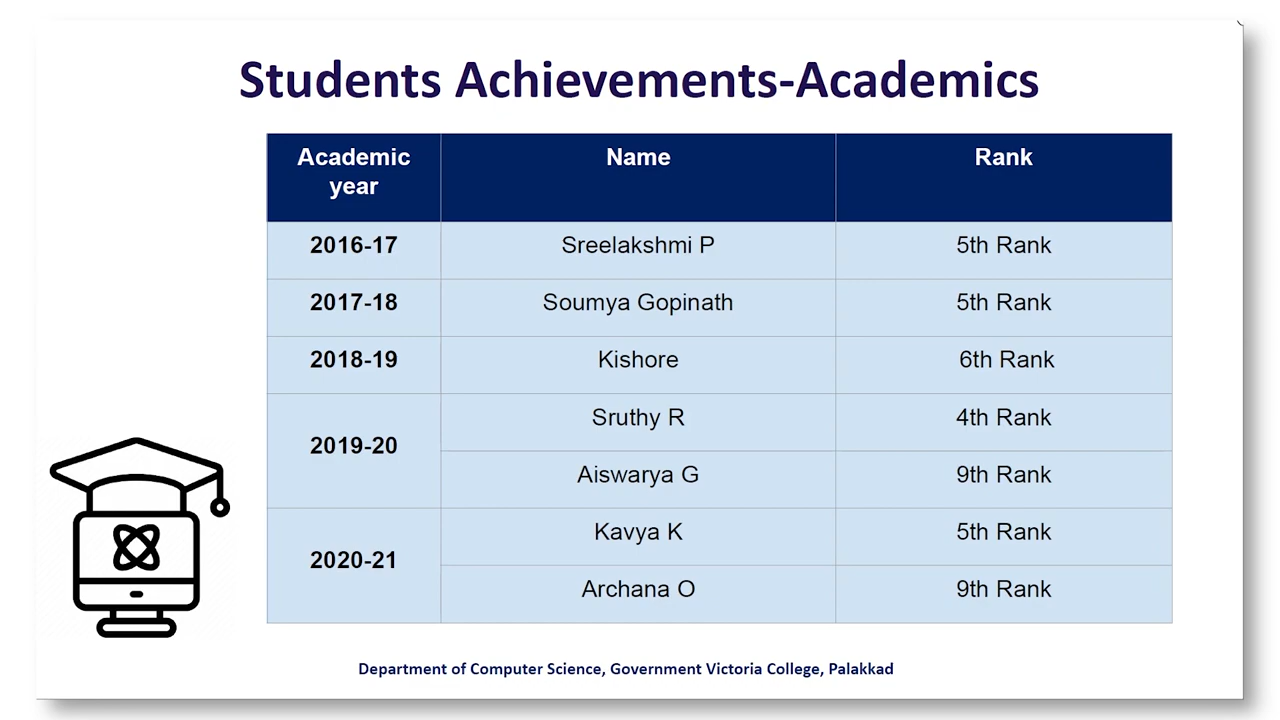 Students Achievements-Academics
Academic year
Name
Rank
2016-17
Sreelakshmi P
5th Rank
2017-18
Soumya Gopinath
5th Rank
2018-19
Kishore
6th Rank
2019-20
Sruthy R
4th Rank
Aiswarya G
9th Rank
2020-21
Kavya K
5th Rank
Archana O
9th Rank
Department of Computer Science, Government Victoria College, Palakkad